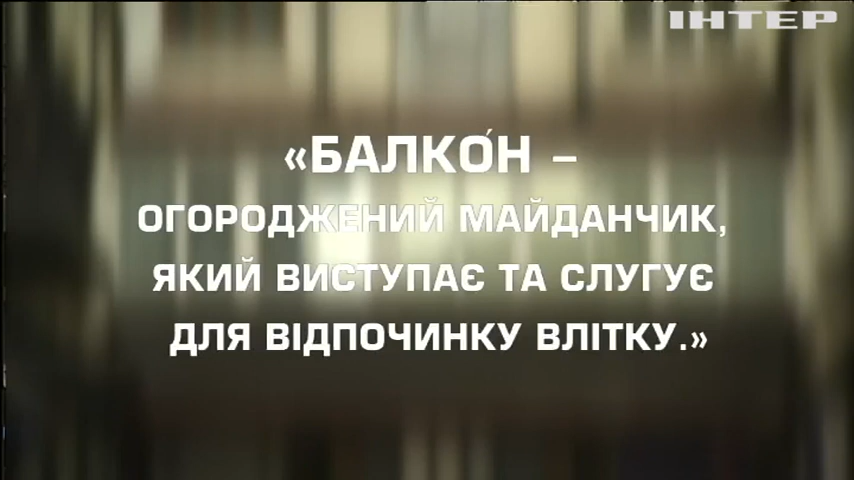 ІНТЕР
«БАЛКО́Н –
ОГОРОДЖЕНИЙ МАЙДАНЧИК,
ЯКИЙ ВИСТУПАЄ ТА СЛУГУЄ
ДЛЯ ВІДПОЧИНКУ ВЛІТКУ.»